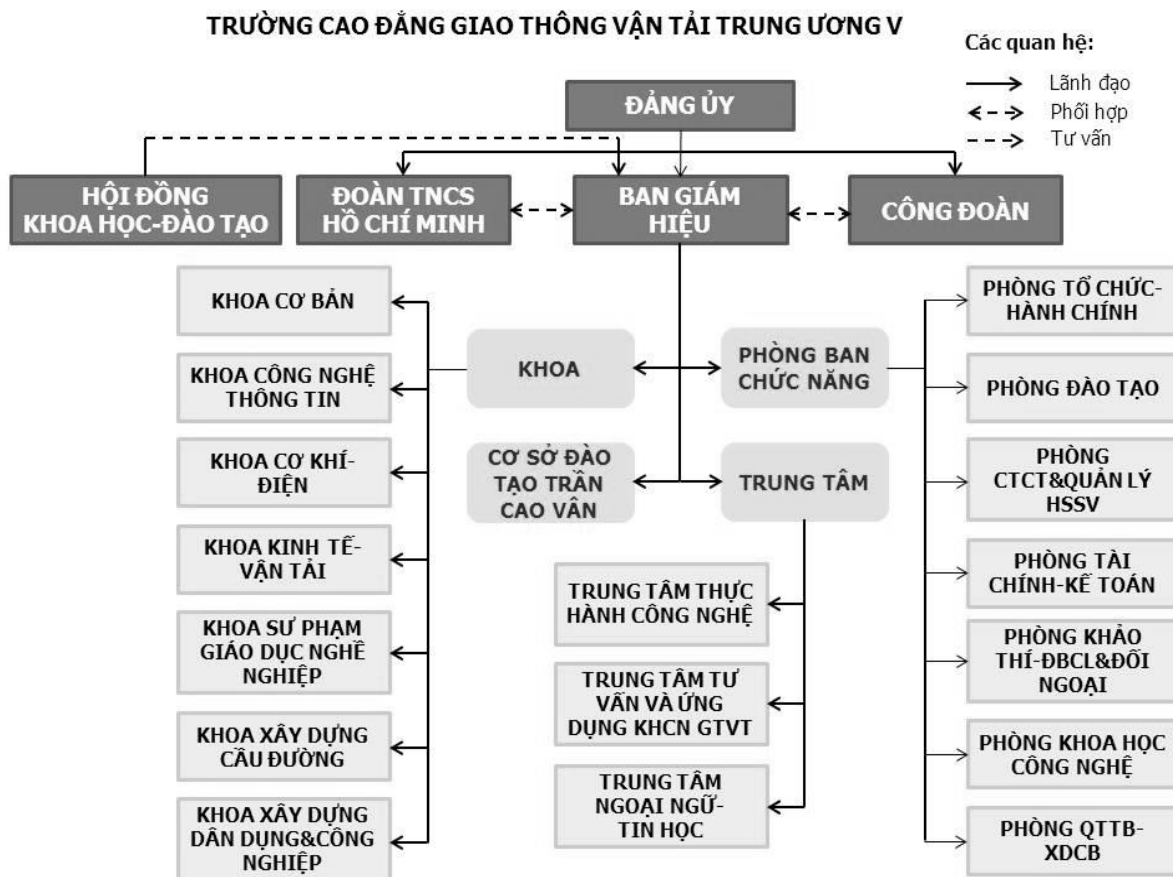 TRƯỜNG CAO ĐẲNG GIAO THÔNG VẬN TẢI TRUNG ƯƠNG V
Các quan hệ:
Lãnh đạo
Phối hợp
Tư vấn
ĐẢNG ỦY
HỘI ĐỒNG
KHOA HỌC-ĐÀO TẠO
ĐOÀN TNCS
HỒ CHÍ MINH
BAN GIÁM
HIỆU
CÔNG ĐOÀN
KHOA CƠ BẢN
KHOA CÔNG NGHỆ
THÔNG TIN
KHOA CƠ KHÍ-
ĐIỆN
KHOA KINH TẾ-
VẬN TẢI
KHOA SƯ PHẠM
GIÁO DỤC NGHỀ
NGHIỆP
KHOA XÂY DỰNG
CẦU ĐƯỜNG
KHOA XÂY DỰNG
DÂN DỤNG&CÔNG
NGHIỆP
KHOA
PHÒNG BAN
CHỨC NĂNG
CƠ SỞ ĐÀO
TẠO TRẦN
CAO VÂN
TRUNG TÂM
TRUNG TÂM THỰC
HÀNH CÔNG NGHỆ
TRUNG TÂM TƯ
VẤN VÀ ỨNG
DỤNG KHCN GTVT
TRUNG TÂM
NGOẠI NGỮ-
TIN HỌC
PHÒNG TỔ CHỨC-
HÀNH CHÍNH
PHÒNG ĐÀO TẠO
PHÒNG
CTCT&QUẢN LÝ
HSSV
PHÒNG TÀI
CHÍNH-KẾ TOÁN
PHÒNG KHẢO
THÍ-ĐBCL&ĐỐI
NGOẠI
PHÒNG KHOA HỌC
CÔNG NGHỆ
PHÒNG QTTB-
XDCB